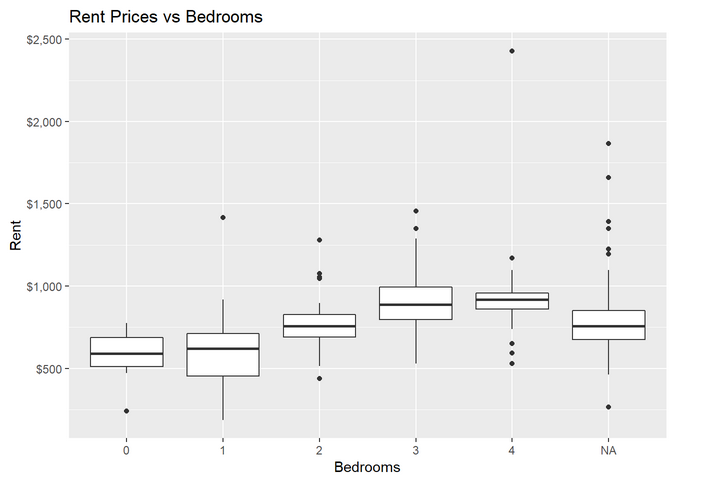 Rent Prices vs Bedrooms
$2,500
$2,000
$1,500
$1,000
$500
Rent
0 1 2 3 4 NA
Bedrooms